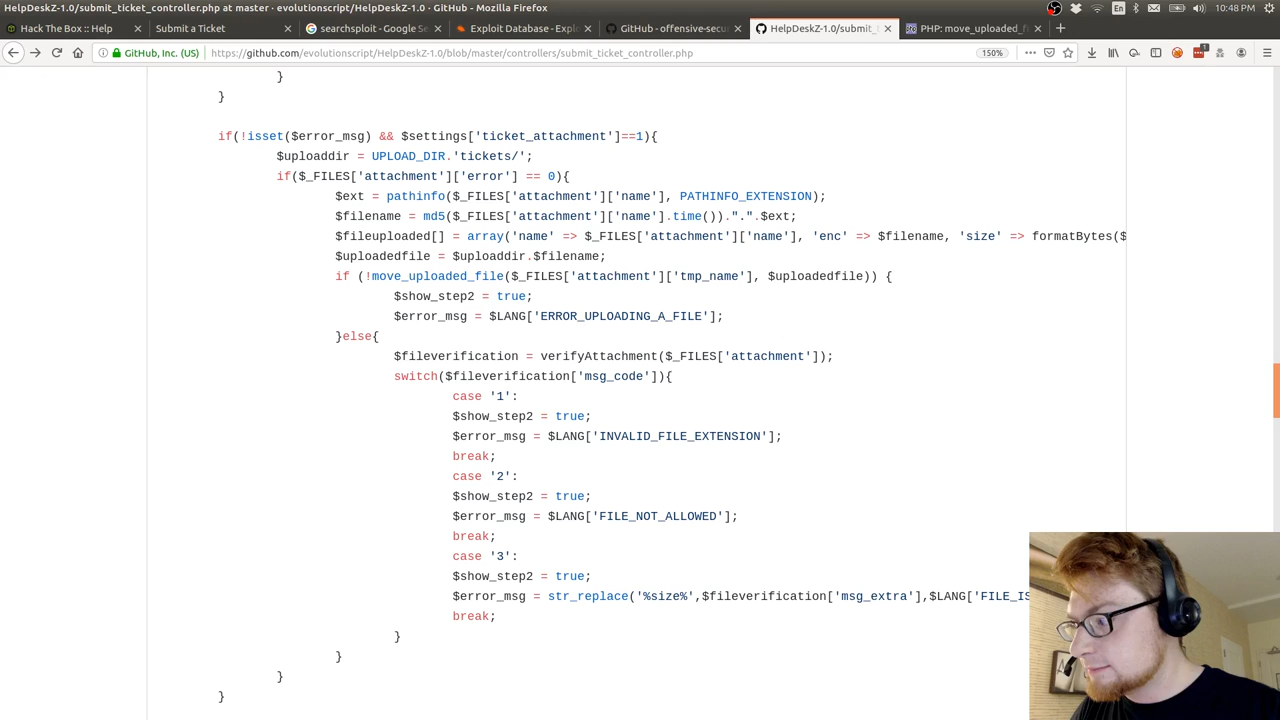 submit_ticket_controller.php at master · evolutionscript/HelpDeskZ-1.0 · GitHub - Mozilla Firefox
En
10:48 PM
Hack The Box :: Help
Submit a Ticket
searchsploit - Google Se
Exploit Database - Explo
GitHub - offensive-secur
HelpDeskZ-1.0/submit_
PHP: move_uploaded_fi
GitHub, Inc. (US)
https://github.com/evolutionscript/HelpDeskZ-1.0/blob/master/controllers/submit_ticket_controller.php
150%
1
}
}
if(!isset($error_msg) && $settings['ticket_attachment']==1){
$uploaddir = UPLOAD_DIR.'tickets/';
if($_FILES['attachment']['error'] == 0){
$ext = pathinfo($_FILES['attachment']['name'], PATHINFO_EXTENSION);
$filename = md5($_FILES['attachment']['name'].time()).".".$ext;
$fileuploaded[] = array('name' => $_FILES['attachment']['name'], 'enc' => $filename, 'size' => formatBytes($
$uploadedfile = $uploaddir.$filename;
if (!move_uploaded_file($_FILES['attachment']['tmp_name'], $uploadedfile)) {
$show_step2 = true;
$error_msg = $LANG['ERROR_UPLOADING_A_FILE'];
}else{
$fileverification = verifyAttachment($_FILES['attachment']);
switch($fileverification['msg_code']){
case '1':
$show_step2 = true;
$error_msg = $LANG['INVALID_FILE_EXTENSION'];
break;
case '2':
$show_step2 = true;
$error_msg = $LANG['FILE_NOT_ALLOWED'];
break;
case '3':
$show_step2 = true;
$error_msg = str_replace('%size%',$fileverification['msg_extra'],$LANG['FILE_IS
break;
}
}
}
}